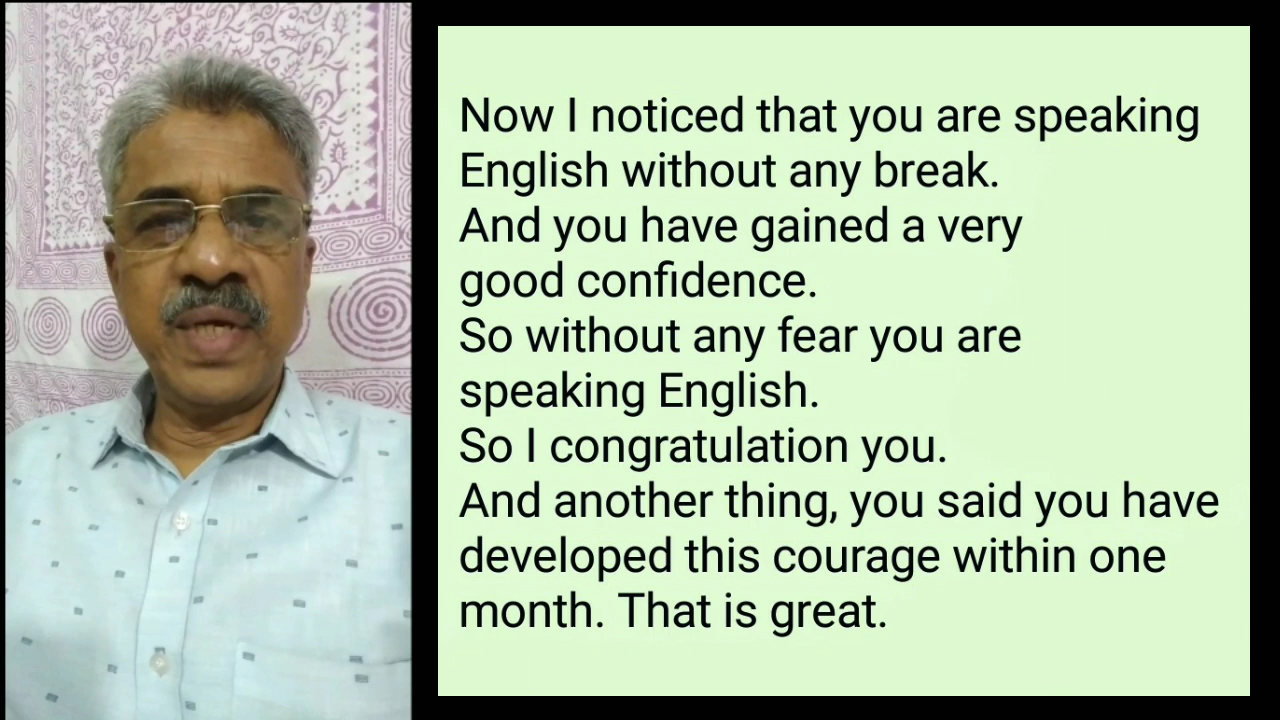 Now I noticed that you are speaking
English without any break.
And you have gained a very
good confidence.
So without any fear you are
speaking English.
So I congratulation you.
And another thing, you said you have
developed this courage within one
month. That is great.